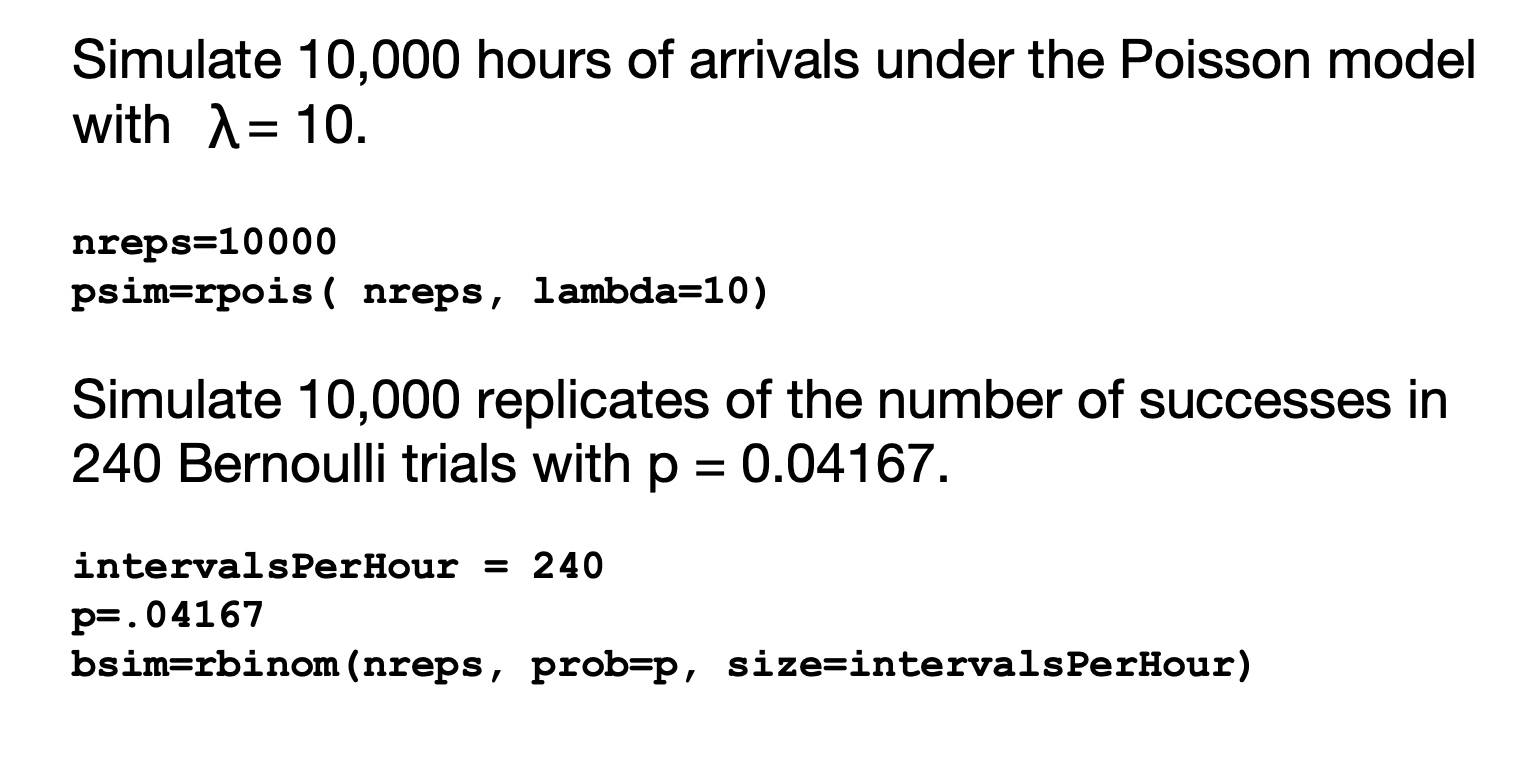 Simulate 10,000 hours of arrivals under the Poisson model
with λ = 10.
nreps=10000
psim=rpois( nreps, lambda=10)
Simulate 10,000 replicates of the number of successes in
240 Bernoulli trials with p = 0.04167.
intervalsPerHour = 240
p=.04167
bsim=rbinom(nreps, prob=p, size=intervalsPerHour)